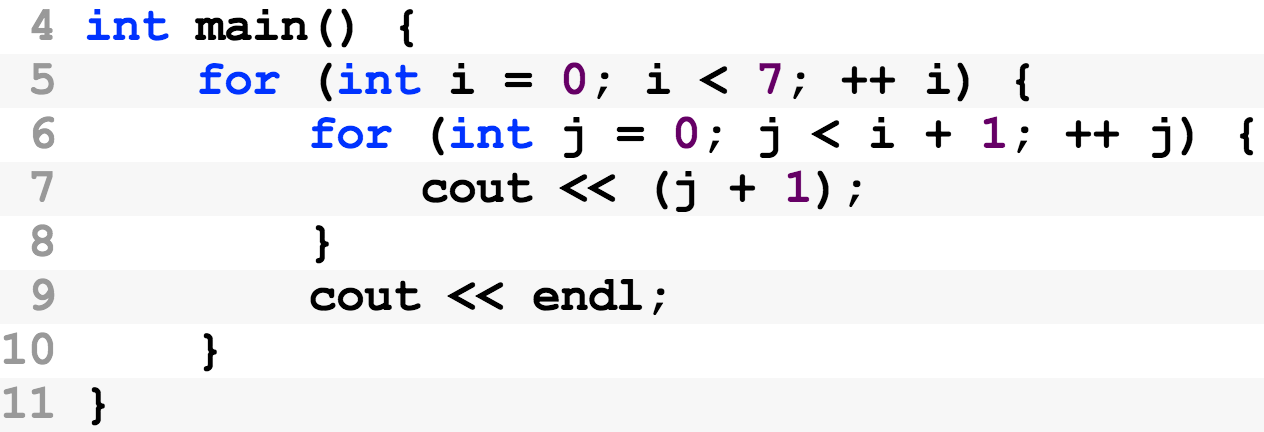 4 int main() {
5     for (int i = 0; i < 7; ++ i) {
6         for (int j = 0; j < i + 1; ++ j) {
7             cout << (j + 1);
8         }
9         cout << endl;
10     }
11 }